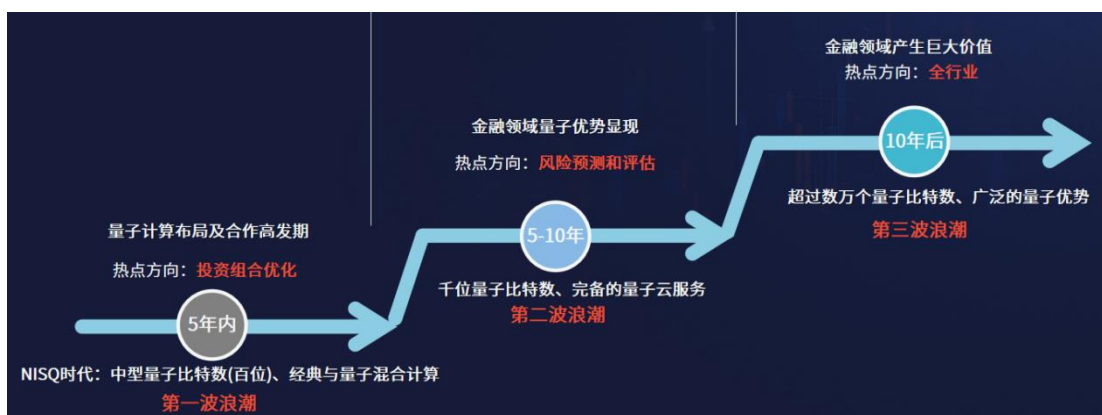 量子计算布局及合作高发期
热点方向：投资组合优化
5年内
NISQ时代：中型量子比特数(百位)、经典与量子混合计算
第一波浪潮
金融领域量子优势显现
热点方向：风险预测和评估
5-10年
千位量子比特数、完备的量子云服务
第二波浪潮
金融领域产生巨大价值
热点方向：全行业
10年后
超过数万个量子比特数、广泛的量子优势
第三波浪潮